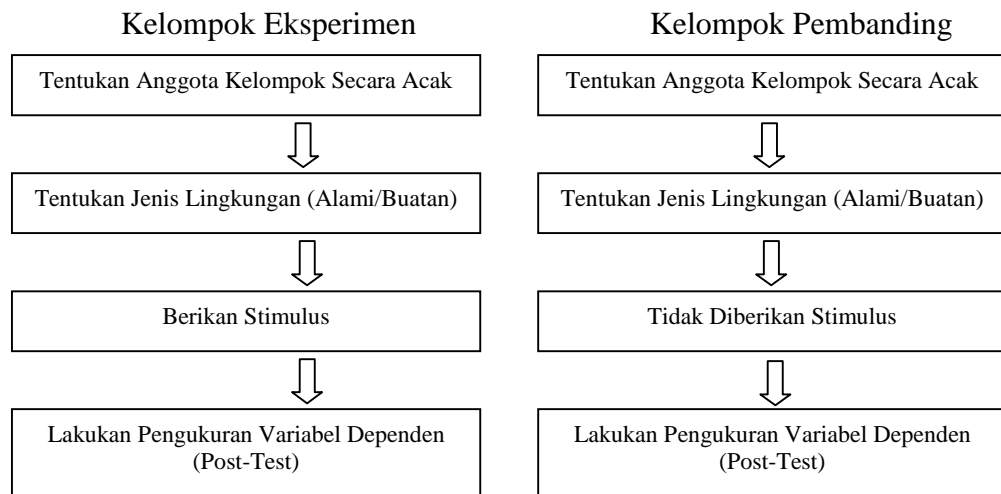 Kelompok Eksperimen
Tentukan Anggota Kelompok Secara Acak
Tentukan Jenis Lingkungan (Alami/Buatan)
Berikan Stimulus
Lakukan Pengukuran Variabel Dependen
(Post-Test)
Kelompok Pembanding
Tentukan Anggota Kelompok Secara Acak
Tentukan Jenis Lingkungan (Alami/Buatan)
Tidak Diberikan Stimulus
Lakukan Pengukuran Variabel Dependen
(Post-Test)